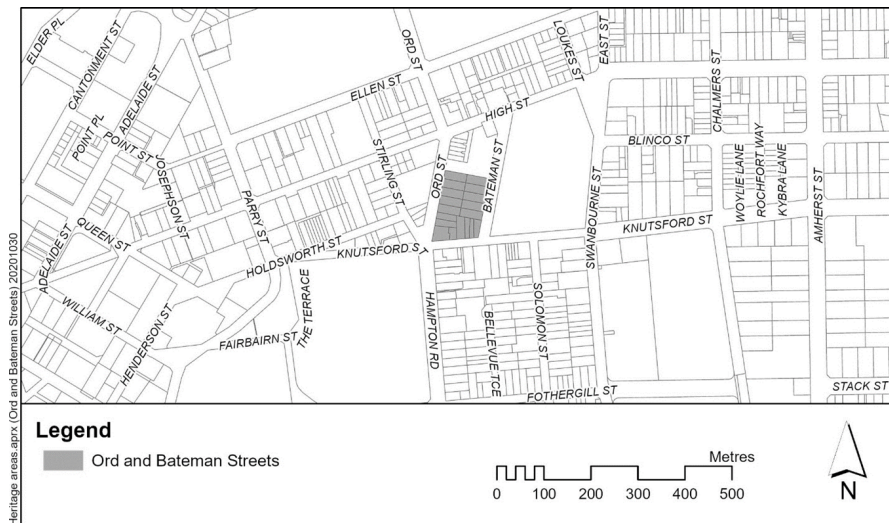 ELDER PL
CANTONMENT ST
ADELAIDE ST
POINT PL
POINT ST
JOSEPHSON ST
PARRY ST
ELLEN ST
ORD ST
HIGH ST
LOUKES ST
EAST ST
CHALMERS ST
BLINCO ST
STIRLING ST
ORD ST
BATEMAN ST
SWANBOURNE ST
WOYLIE LANE
ROCHFORT WAY
KYBRA LANE
AMHERST ST
KNUTSFORD ST
ADELAIDE ST
QUEEN ST
HOLDSWORTH ST
KNUTSFORD ST
WILLIAM ST
HENDERSON ST
FAIRBAIRN ST
THE TERRACE
HAMPTON RD
BELLEVUE TCE
SOLOMON ST
FOTHERGILL ST
STACK ST
Heritage areas.aprx (Ord and Bateman Streets) 20201030
Legend
Ord and Bateman Streets
Metres
0 100 200 300 400 500
N